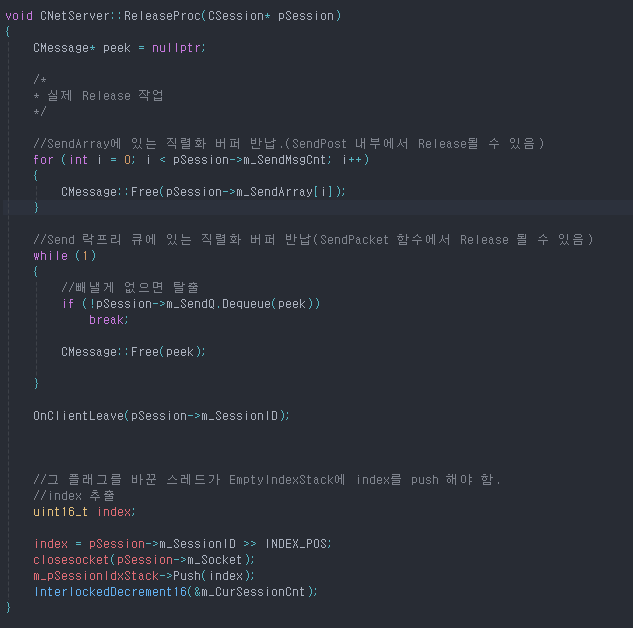 void CNetServer::ReleaseProc(CSession* pSession)
{
    CMessage* peek = nullptr;
    /*
    * 실제 Release 작업
    */
    //SendArray에 있는 직렬화 버퍼 반납.(SendPost 내부에서 Release될 수 있음)
    for (int i = 0; i < pSession->m_SendMsgCnt; i++)
    {
        CMessage::Free(pSession->m_SendArray[i]);
    }
    //Send 락프리 큐에 있는 직렬화 버퍼 반납(SendPacket 함수에서 Release 될 수 있음)
    while (1)
    {
        //빼낼게 없으면 탈출
        if (!pSession->m_SendQ.Dequeue(peek))
            break;
        CMessage::Free(peek);
    }
    OnClientLeave(pSession->m_SessionID);
    //그 플래그를 바꾼 스레드가 EmptyIndexStack에 index를 push 해야 함.
    //index 추출
    uint16_t index;
    index = pSession->m_SessionID >> INDEX_POS;
    closesocket(pSession->m_Socket);
    m_pSessionIdxStack->Push(index);
    InterlockedDecrement16(&m_CurSessionCnt);
}